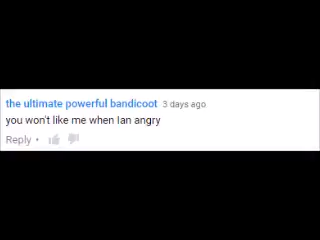 the ultimate powerful bandicoot 3 days ago
you won't like me when Ian angry
Reply •